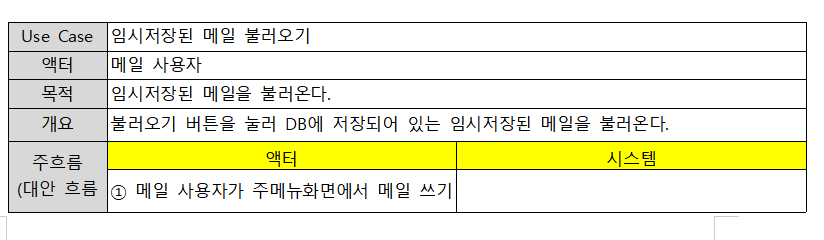 Use Case 임시저장된 메일 불러오기
액터 메일 사용자
목적 임시저장된 메일을 불러온다.
개요 불러오기 버튼을 눌러 DB에 저장되어 있는 임시저장된 메일을 불러온다.
주흐름
(대안 흐름
액터 시스템
① 메일 사용자가 주메뉴화면에서 메일 쓰기